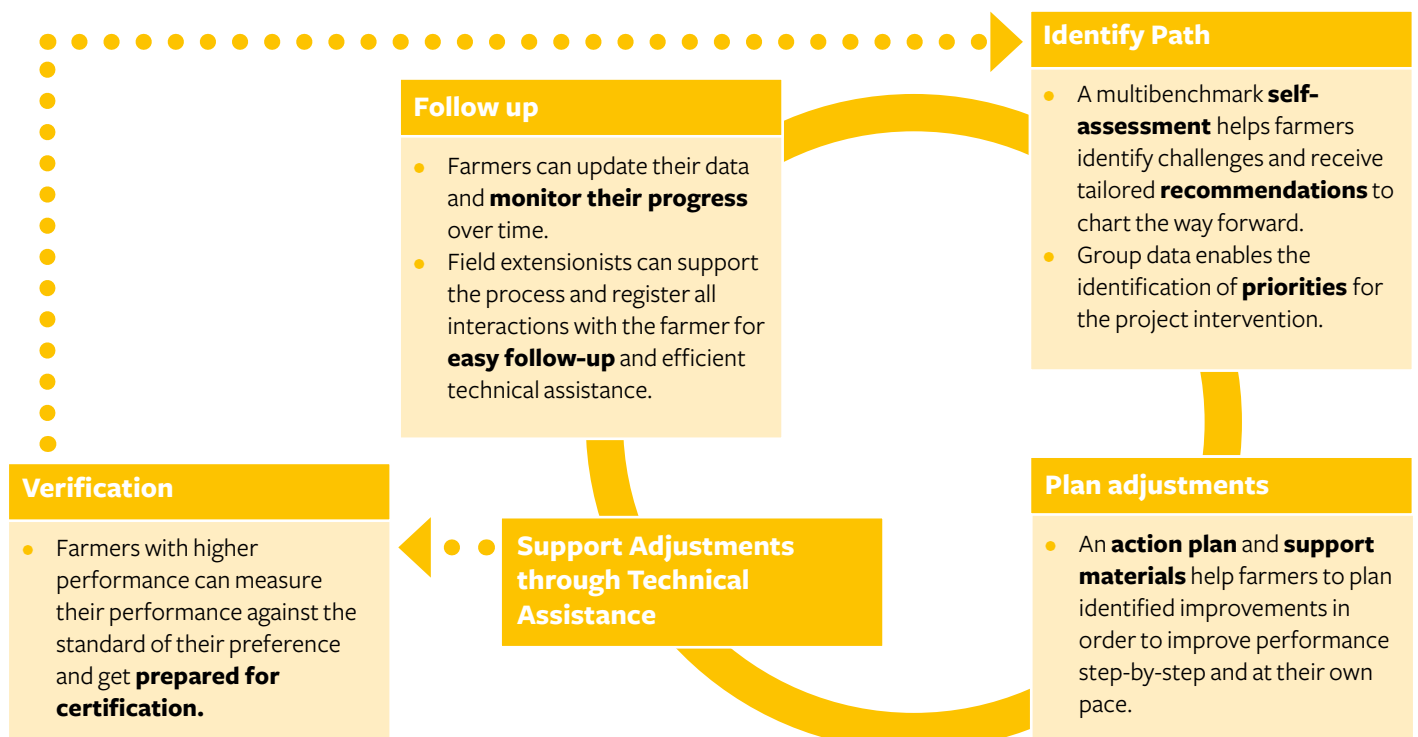 Identify Path
● A multibenchmark self-
assessment helps farmers
identify challenges and receive
tailored recommendations to
chart the way forward.
● Group data enables the
identification of priorities for
the project intervention.
Follow up
● Farmers can update their data
and monitor their progress
over time.
● Field extensionists can support
the process and register all
interactions with the farmer for
easy follow-up and efficient
technical assistance.
Plan adjustments
● An action plan and support
materials help farmers to plan
identified improvements in
order to improve performance
step-by-step and at their own
pace.
Support Adjustments
through Technical
Assistance
Verification
● Farmers with higher
performance can measure
their performance against the
standard of their preference
and get prepared for
certification.